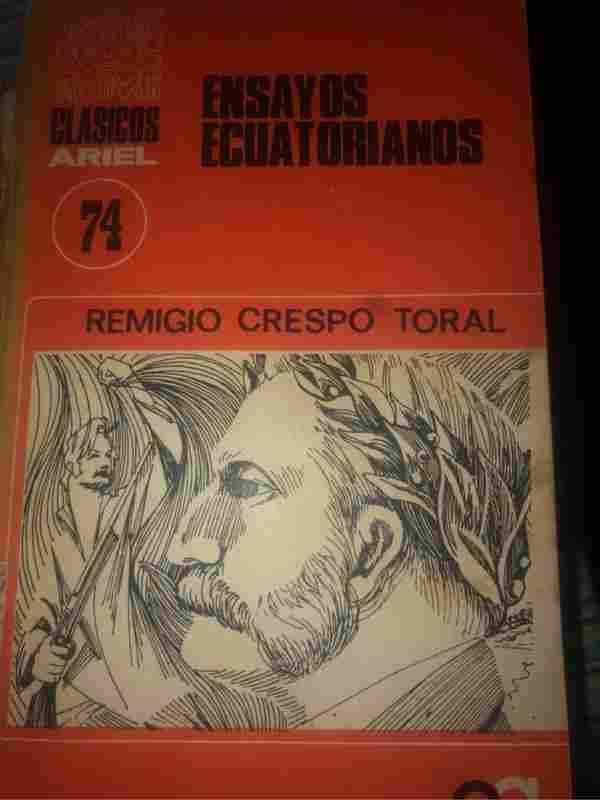 CLASICOS
ARIEL
ENSAYOS
ECUATORIANOS
74
REMIGIO CRESPO TORAL